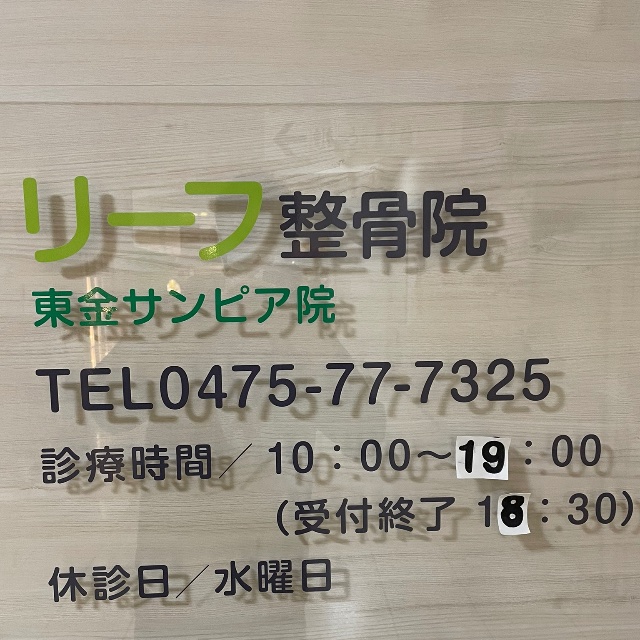 リーフ整骨院
東金サンピア院
TEL0475-77-7325
診療時間／10：00〜19：00
(受付終了 18：30)
休診日／水曜日